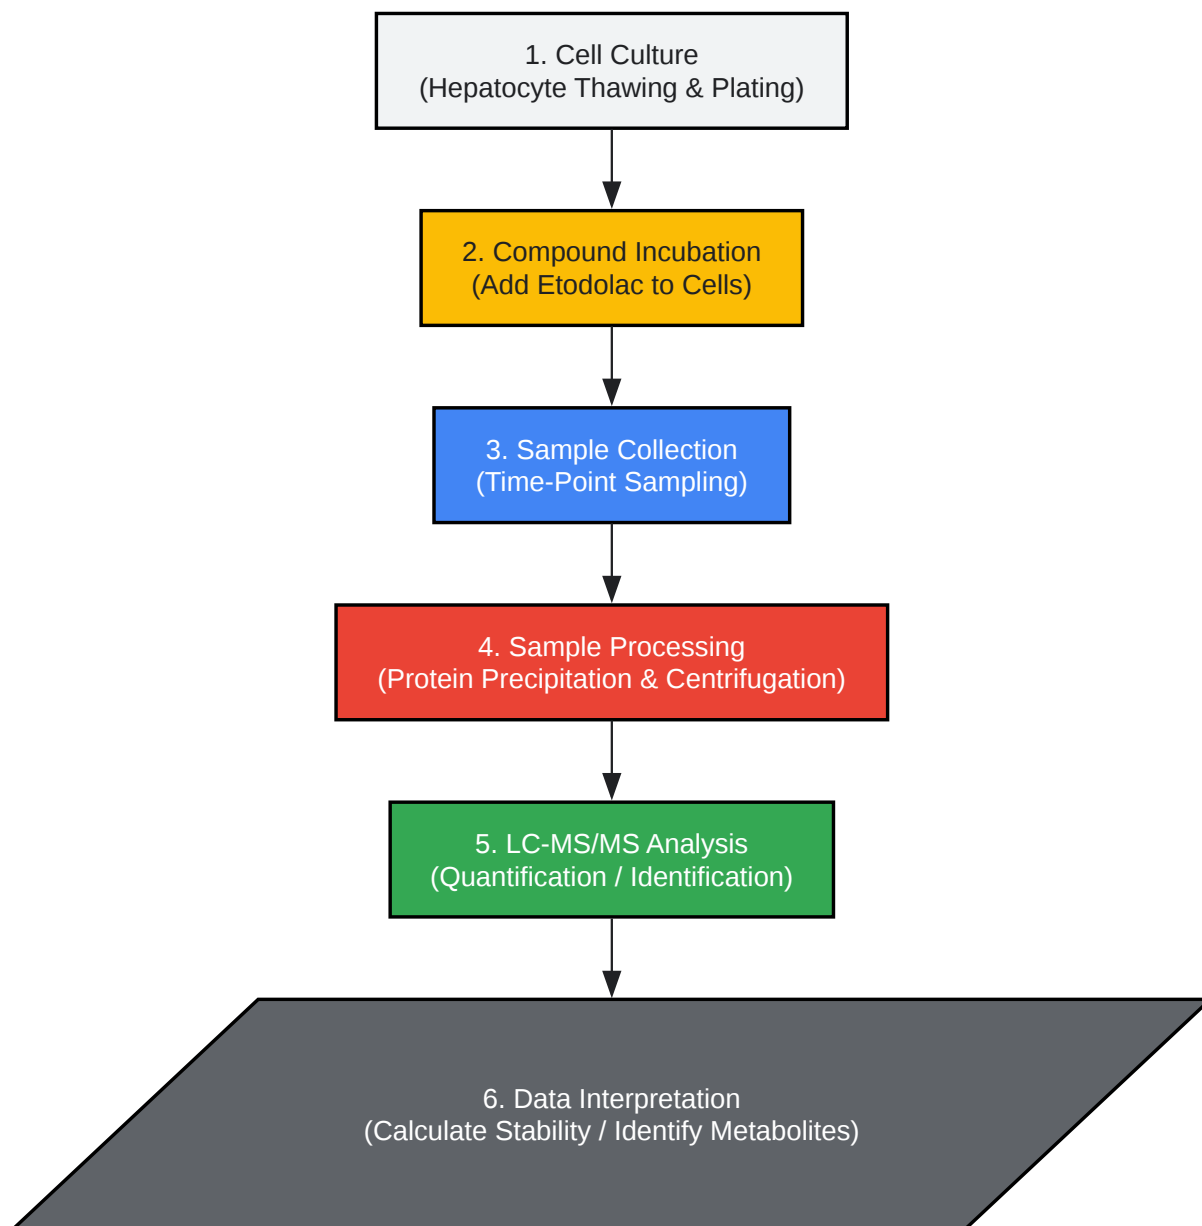 1. Cell Culture
(Hepatocyte Thawing & Plating)
2. Compound Incubation
(Add Etodolac to Cells)
3. Sample Collection
(Time-Point Sampling)
4. Sample Processing
(Protein Precipitation & Centrifugation)
5. LC-MS/MS Analysis
(Quantification / Identification)
6. Data Interpretation
(Calculate Stability / Identify Metabolites)